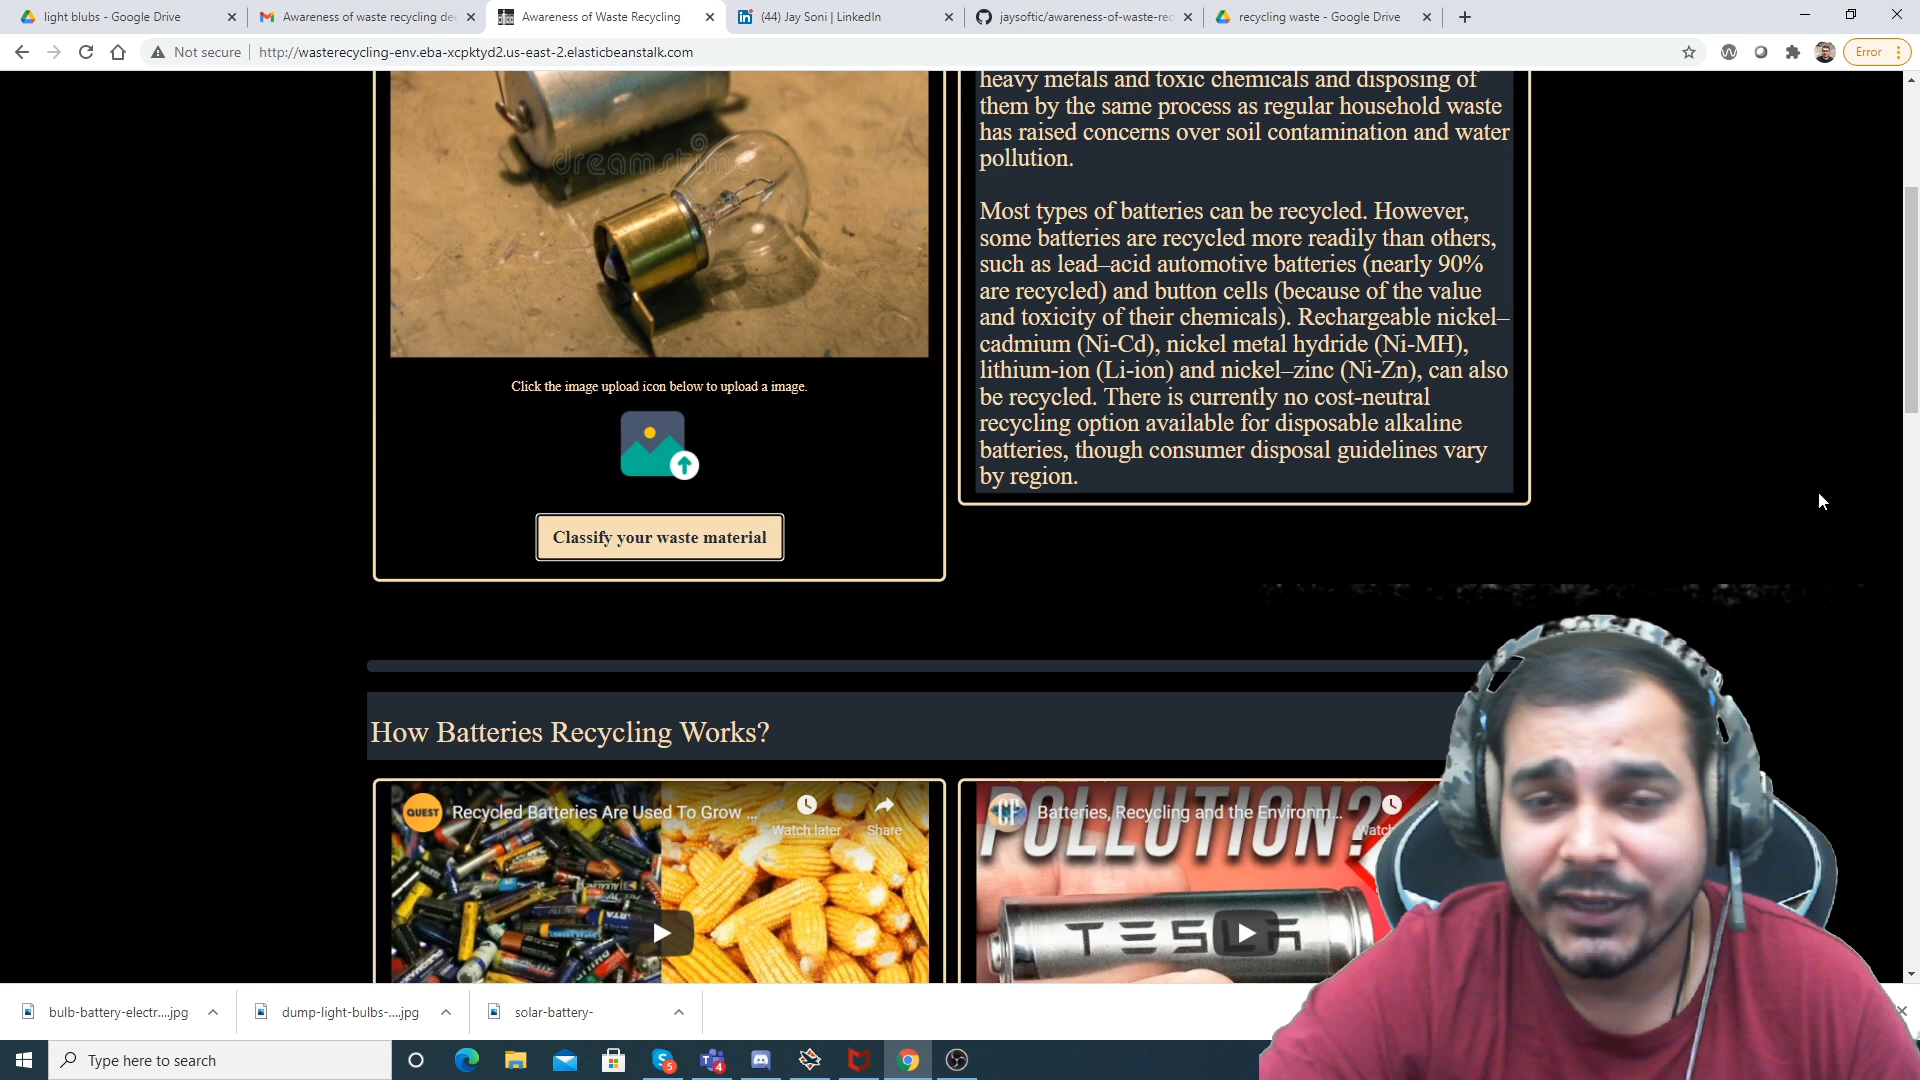 light blubs - Google Drive
Awareness of waste recycling de
Awareness of Waste Recycling
(44) Jay Soni | LinkedIn
jaysoftic/awareness-of-waste-rec
recycling waste - Google Drive
Not secure
http://wasterecycling-env.eba-xcpktyd2.us-east-2.elasticbeanstalk.com
Error
dreamstime
Click the image upload icon below to upload a image.
Classify your waste material
heavy metals and toxic chemicals and disposing of
them by the same process as regular household waste
has raised concerns over soil contamination and water
pollution.
Most types of batteries can be recycled. However,
some batteries are recycled more readily than others,
such as lead–acid automotive batteries (nearly 90%
are recycled) and button cells (because of the value
and toxicity of their chemicals). Rechargeable nickel–
cadmium (Ni-Cd), nickel metal hydride (Ni-MH),
lithium-ion (Li-ion) and nickel–zinc (Ni-Zn), can also
be recycled. There is currently no cost-neutral
recycling option available for disposable alkaline
batteries, though consumer disposal guidelines vary
by region.
How Batteries Recycling Works?
QUEST
Recycled Batteries Are Used To Grow ...
Watch later
Share
Batteries, Recycling and the Environm...
Watch
POLLUTION?
TESLA
bulb-battery-electr....jpg
dump-light-bulbs-....jpg
solar-battery-
Type here to search
5
4